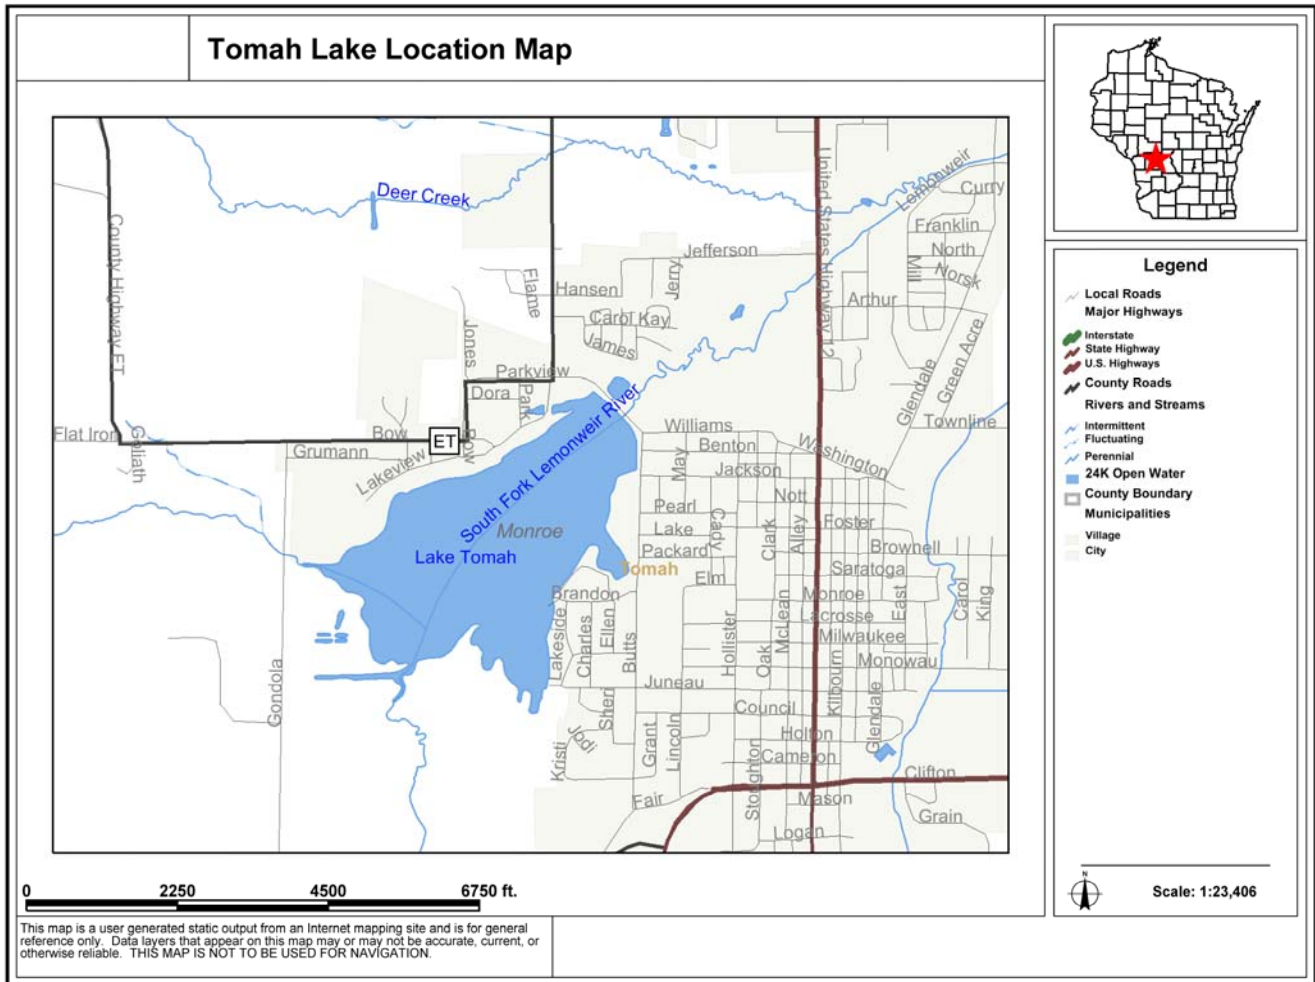 Tomah Lake Location Map
Deer Creek
Lemonweir
Curry
Franklin
North
Norsk
Mill
Jefferson
County Highway ET
United States Highway 12
Flame
Hansen
Jerry
Arthur
Carol Kay
James
Jones
Parkview
Dora
Park
Glendale
Green Acre
Townline
Flat Iron
Goliath
Bow
ET
Grumann
Lakeview
South Fork Lemonweir River
Monroe
Lake Tomah
Williams
Benton
Washington
May
Jackson
Nott
Pearl
Cady
Clark
Alley
Foster
Lake
Packard
Brownell
Tomah
Elm
Saratoga
Brandon
Monroe
East
Carol
King
Lacrosse
Lakeside
Charles
Ellen
Butts
Hollister
Oak
McLean
Milwaukee
Monowau
Gondola
Juneau
Kilbourn
Glendale
Sheri
Council
Jodi
Holton
Kristi
Grant
Lincoln
Cameron
Stoughton
Clifton
Fair
Mason
Grain
Logan
0 2250 4500 6750 ft.
This map is a user generated static output from an Internet mapping site and is for general
reference only. Data layers that appear on this map may or may not be accurate, current, or
otherwise reliable. THIS MAP IS NOT TO BE USED FOR NAVIGATION.
Legend
Local Roads
Major Highways
Interstate
State Highway
U.S. Highways
County Roads
Rivers and Streams
Intermittent
Fluctuating
Perennial
24K Open Water
County Boundary
Municipalities
Village
City
N
Scale: 1:23,406